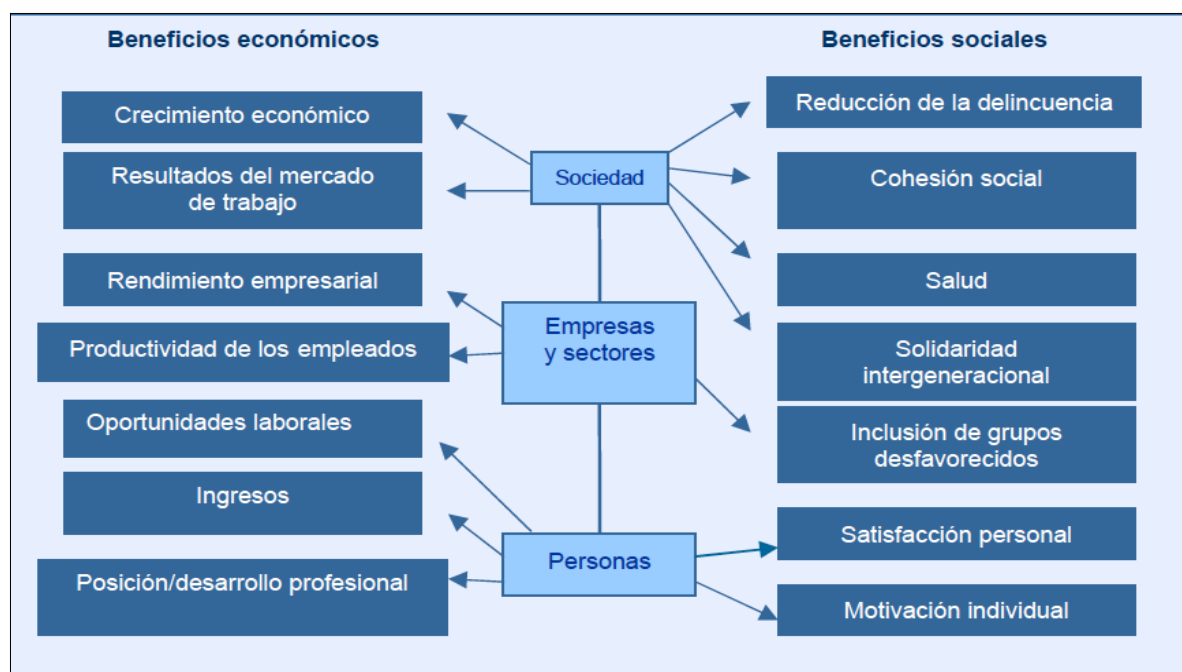 Beneficios económicos
Beneficios sociales
Crecimiento económico
Resultados del mercado
de trabajo
Rendimiento empresarial
Productividad de los empleados
Oportunidades laborales
Ingresos
Posición/desarrollo profesional
Sociedad
Empresas
y sectores
Personas
Reducción de la delincuencia
Cohesión social
Salud
Solidaridad
intergeneracional
Inclusión de grupos
desfavorecidos
Satisfacción personal
Motivación individual